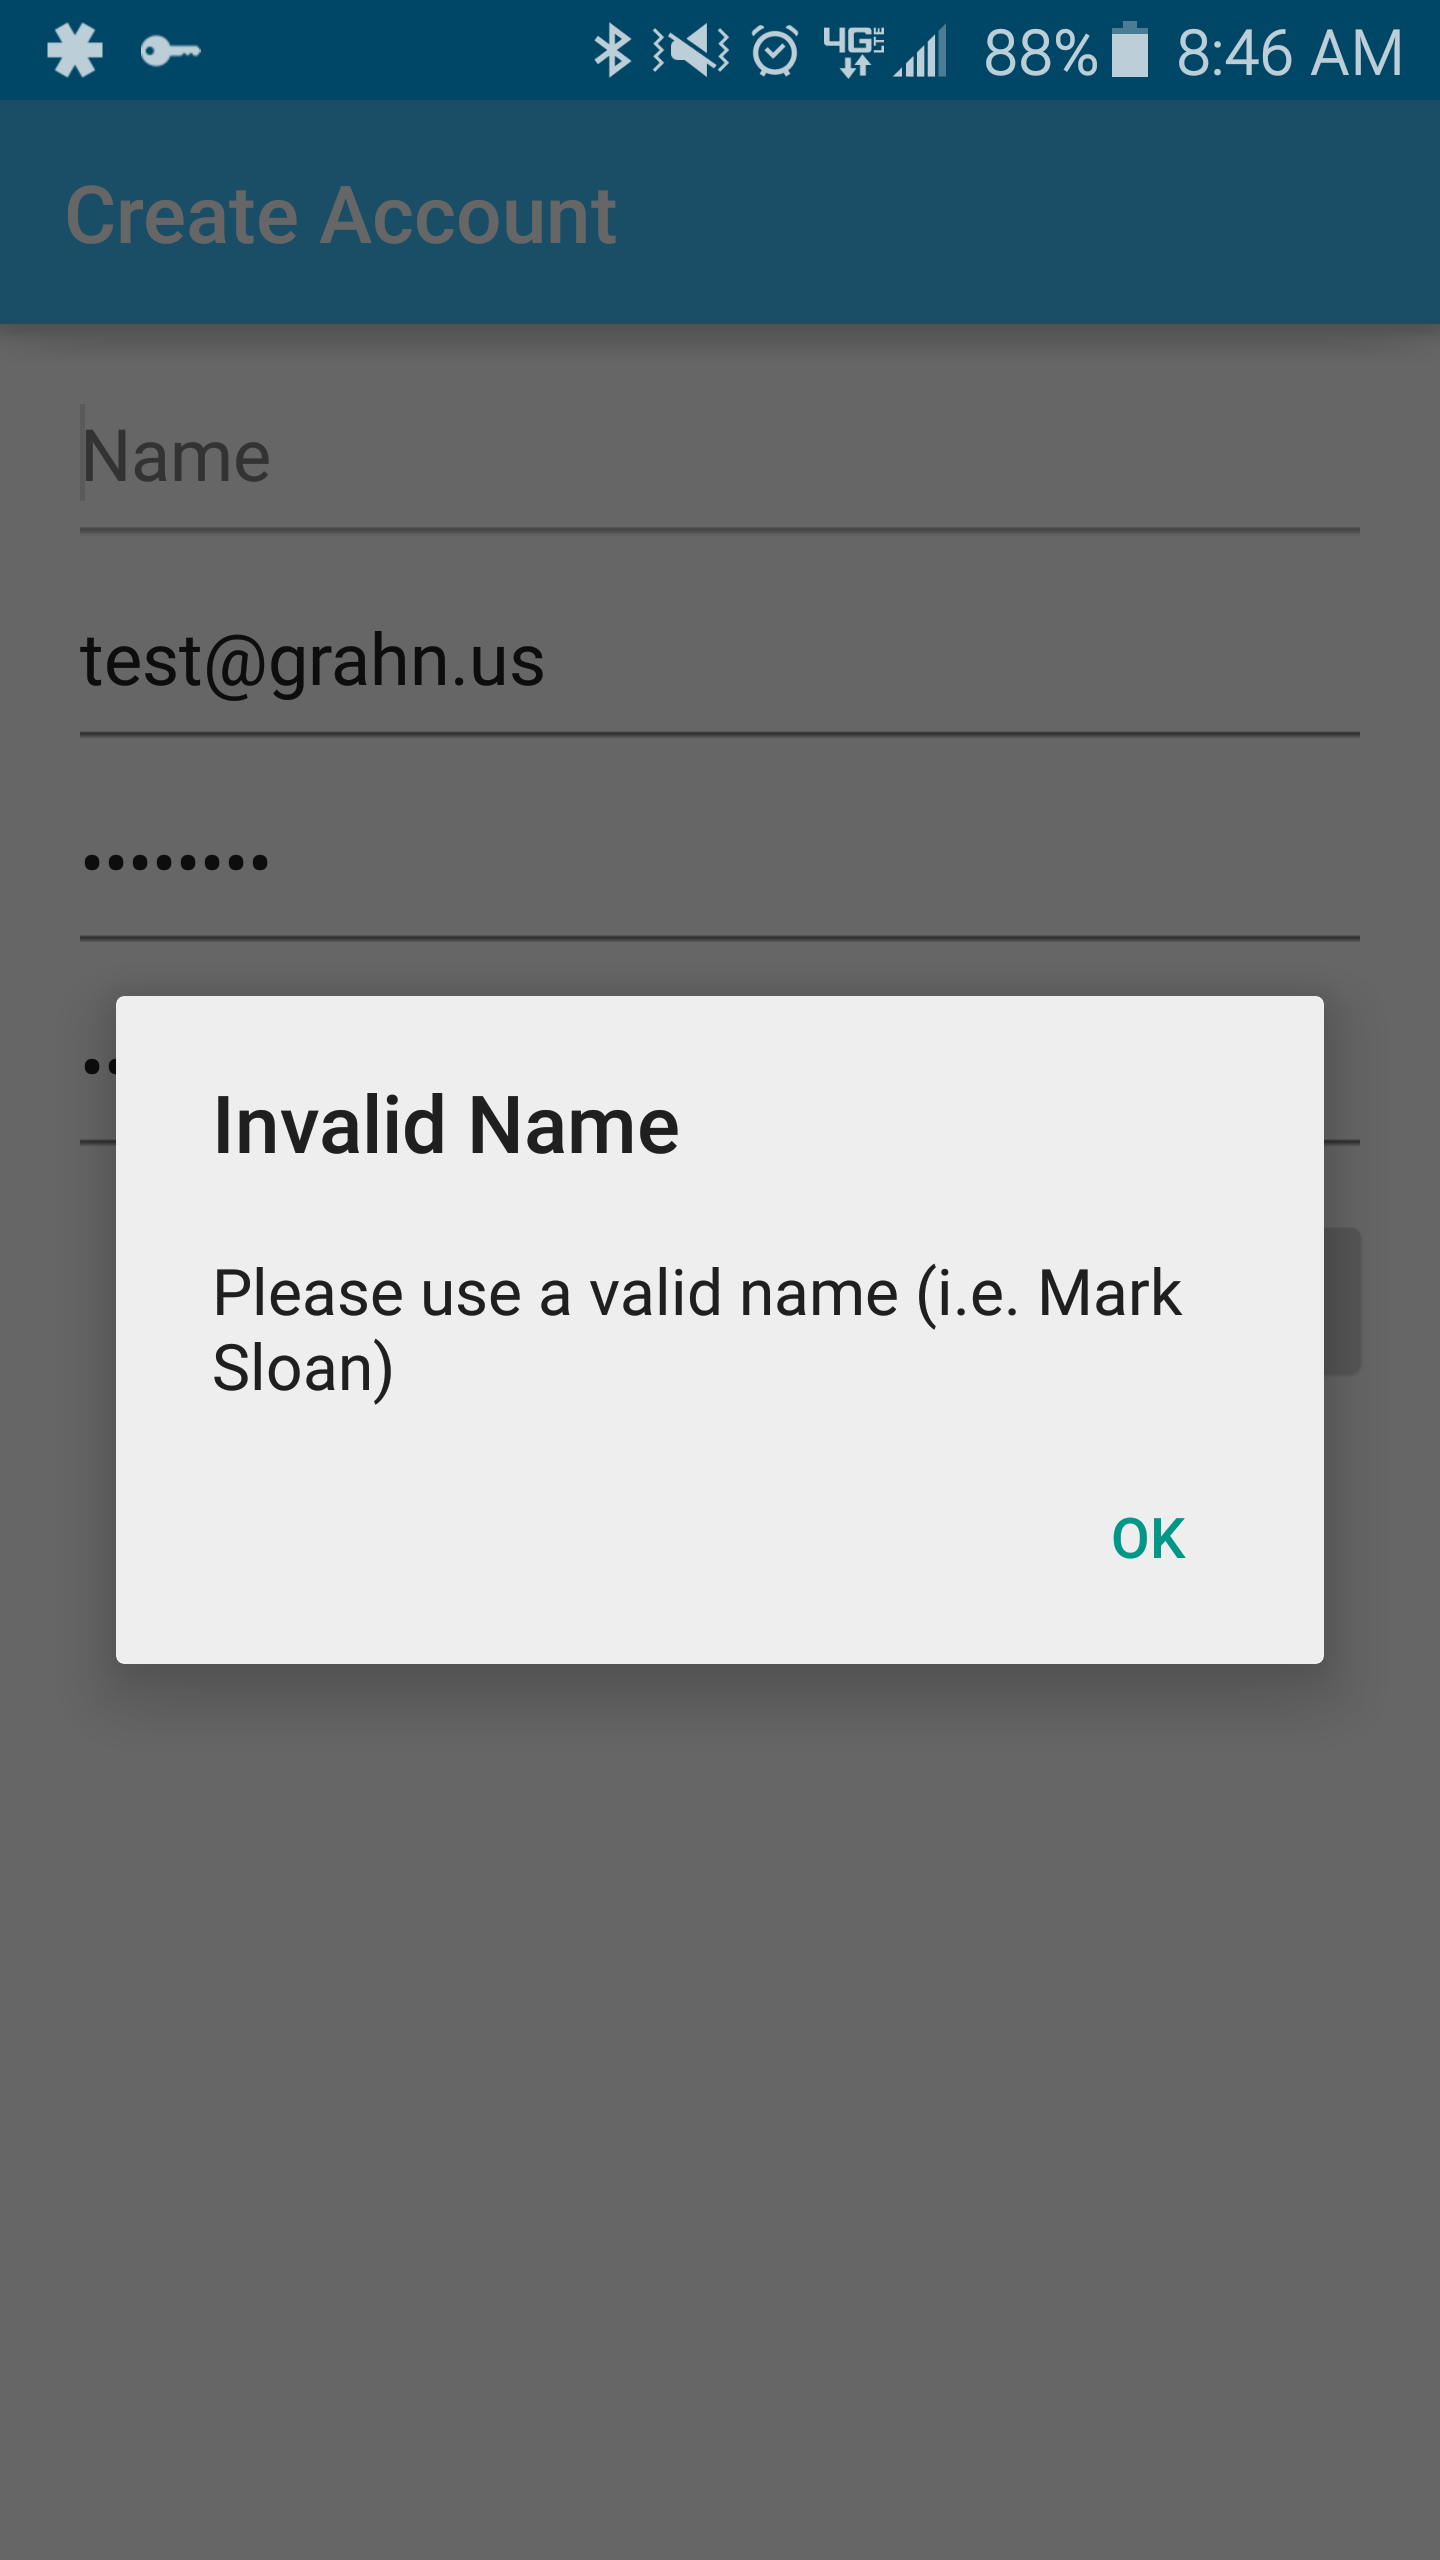 4G LTE 88% 8:46 AM
Create Account
Name
test@grahn.us
••••••••
••
Invalid Name
Please use a valid name (i.e. Mark
Sloan)
OK